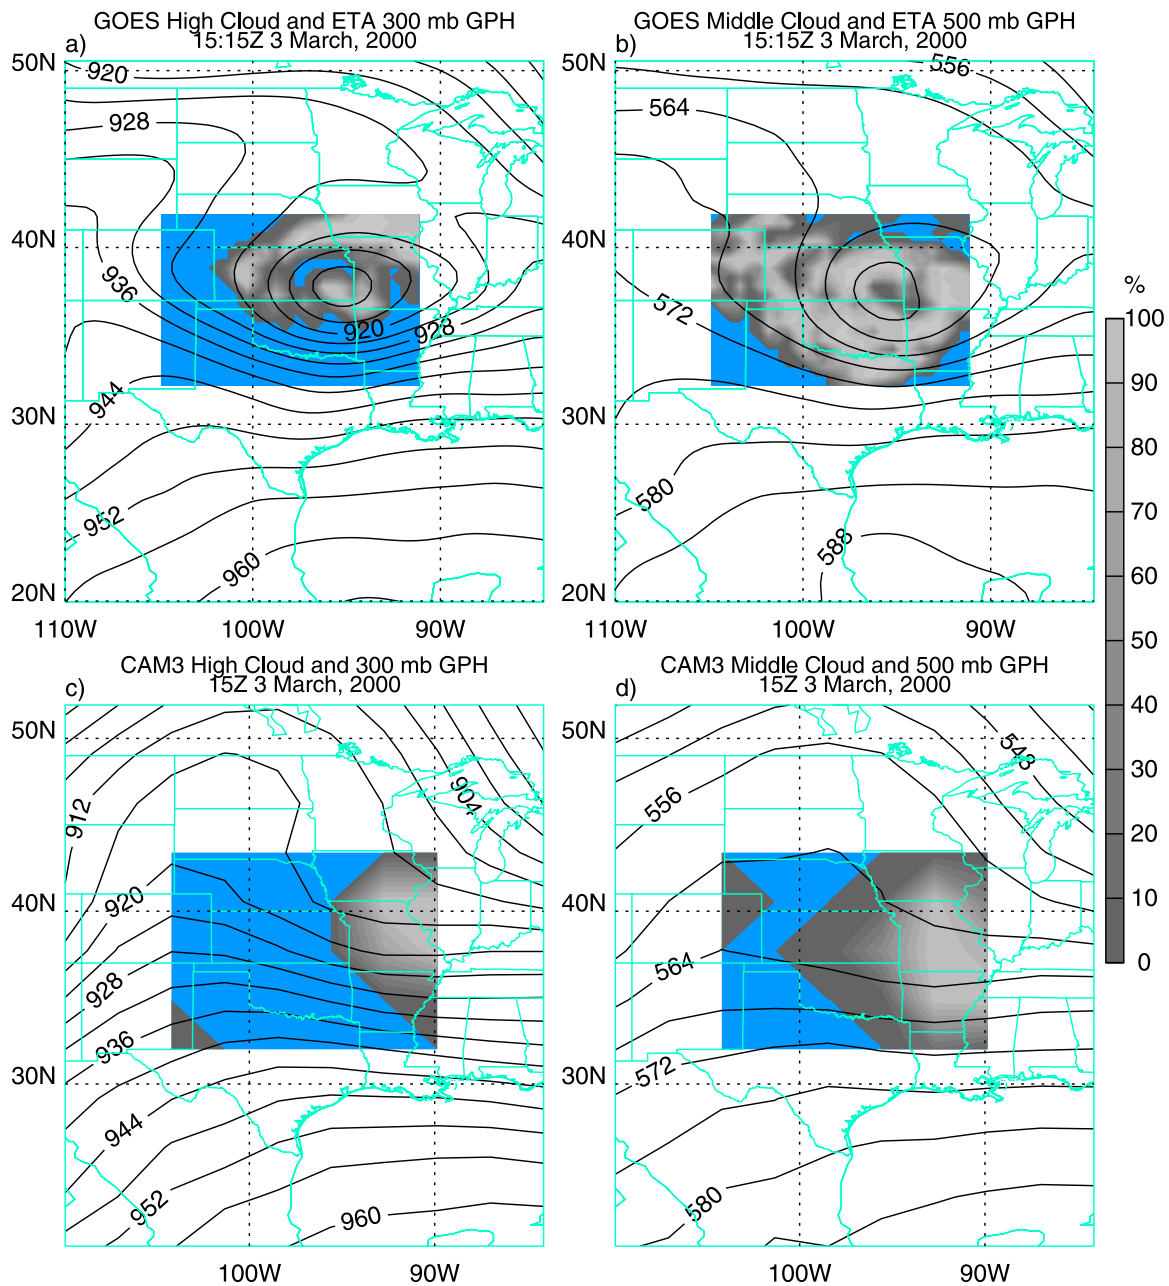 GOES High Cloud and ETA 300 mb GPH
15:15Z 3 March, 2000
a)
50N
40N
30N
20N
110W
100W
90W
920
928
936
920
928
944
952
960
GOES Middle Cloud and ETA 500 mb GPH
15:15Z 3 March, 2000
b)
50N
40N
30N
20N
110W
100W
90W
556
564
572
580
588
%
100
90
80
70
60
50
40
30
20
10
0
CAM3 High Cloud and 300 mb GPH
15Z 3 March, 2000
c)
50N
40N
30N
100W
90W
912
904
920
928
936
944
952
960
CAM3 Middle Cloud and 500 mb GPH
15Z 3 March, 2000
d)
50N
40N
30N
100W
90W
548
556
564
572
580